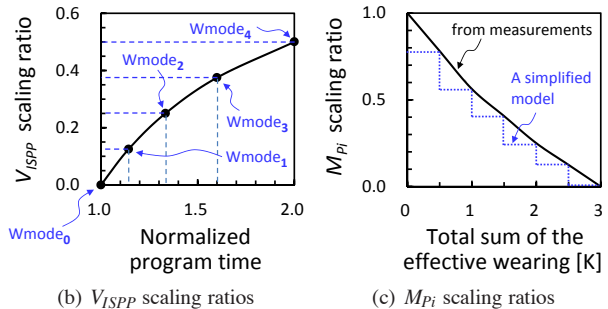 V_ISPP scaling ratio
0.6
0.4
0.2
0.0
1.0
1.5
2.0
Wmode4
Wmode2
Wmode3
Wmode1
Wmode0
Normalized
program time
(b) V_ISPP scaling ratios
M_Pi scaling ratio
1.0
0.5
0.0
0
1
2
3
from measurements
A simplified
model
Total sum of the
effective wearing [K]
(c) M_Pi scaling ratios